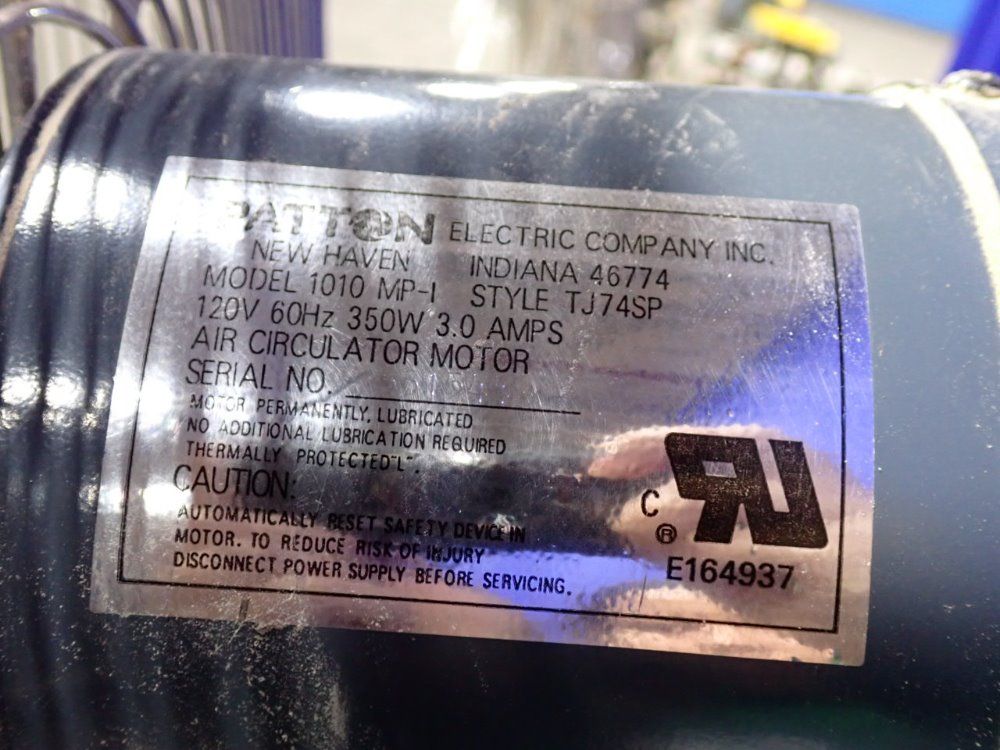 PATTON ELECTRIC COMPANY INC.
NEW HAVEN INDIANA 46774
MODEL 1010 MP-I STYLE TJ74SP
120V 60Hz 350W 3.0 AMPS
AIR CIRCULATOR MOTOR
SERIAL NO.
MOTOR PERMANENTLY, LUBRICATED
NO ADDITIONAL LUBRICATION REQUIRED
THERMALLY PROTECTED"L".
CAUTION:
AUTOMATICALLY RESET SAFETY DEVICE IN
MOTOR. TO REDUCE RISK OF INJURY
DISCONNECT POWER SUPPLY BEFORE SERVICING.
C RU ®
E164937